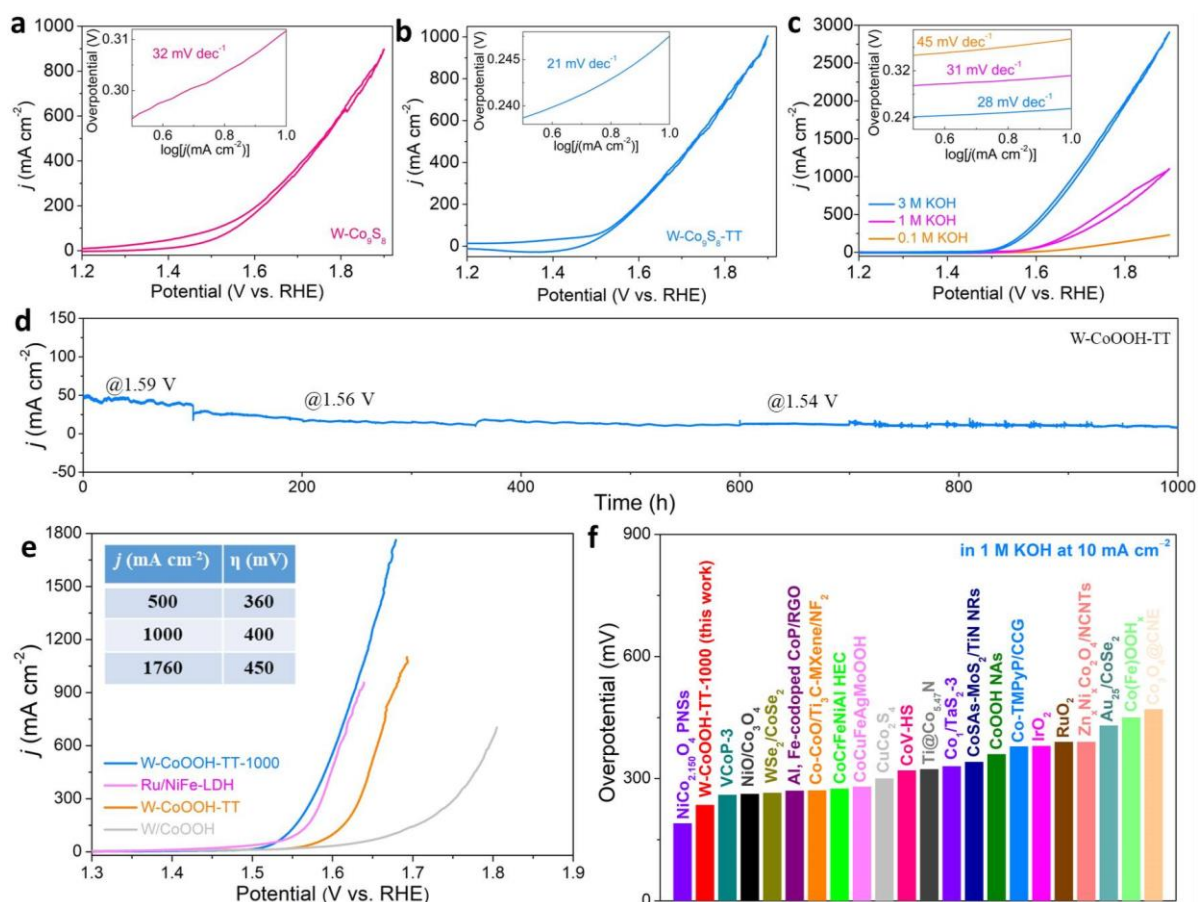 a
0.31
0.30
Overpotential (V)
32 mV dec⁻¹
0.6 0.8 1.0
log[j(mA cm⁻²)]
1000
800
600
400
200
0
j (mA cm⁻²)
W-Co₉S₈
1.2 1.4 1.6 1.8
Potential (V vs. RHE)
b
0.245
0.240
Overpotential (V)
21 mV dec⁻¹
0.6 0.8 1.0
log[j(mA cm⁻²)]
1000
800
600
400
200
0
j (mA cm⁻²)
W-Co₉S₈-TT
1.2 1.4 1.6 1.8
Potential (V vs. RHE)
c
0.32
0.24
Overpotential (V)
45 mV dec⁻¹
31 mV dec⁻¹
28 mV dec⁻¹
0.6 0.8 1.0
log[j(mA cm⁻²)]
3000
2500
2000
1500
1000
500
0
j (mA cm⁻²)
3 M KOH
1 M KOH
0.1 M KOH
1.2 1.4 1.6 1.8
Potential (V vs. RHE)
d
150
100
50
0
-50
j (mA cm⁻²)
W-CoOOH-TT
@1.59 V
@1.56 V
@1.54 V
0 200 400 600 800 1000
Time (h)
e
1800
1500
1200
900
600
300
0
j (mA cm⁻²)
j (mA cm⁻²) η (mV)
500 360
1000 400
1760 450
W-CoOOH-TT-1000
Ru/NiFe-LDH
W-CoOOH-TT
W/CoOOH
1.3 1.4 1.5 1.6 1.7 1.8 1.9
Potential (V vs. RHE)
f
900
600
300
0
Overpotential (mV)
in 1 M KOH at 10 mA cm⁻²
NiCo₂.₁₅₀O₄ PNSs
W-CoOOH-TT-1000 (this work)
VCoP-3
NiO/Co₃O₄
WSe₂/CoSe₂
Al, Fe-codoped CoP/RGO
Co-CoO/Ti₃C-MXene/NF₂
CoCrFeNiAl HEC
CoCuFeAgMoOOH
CuCo₂S₄
CoV-HS
Ti@Co₅.₄₇N
Co₁/TaS₂-3
CoSAs-MoS₂/TiN NRs
CoOOH NAs
Co-TMPyP/CCG
IrO₂
RuO₂
ZnₓNiₓCo₂O₄/NCNTs
Au₂₅/CoSe₂
Co(Fe)OOHₓ
Co₃O₄@CNE